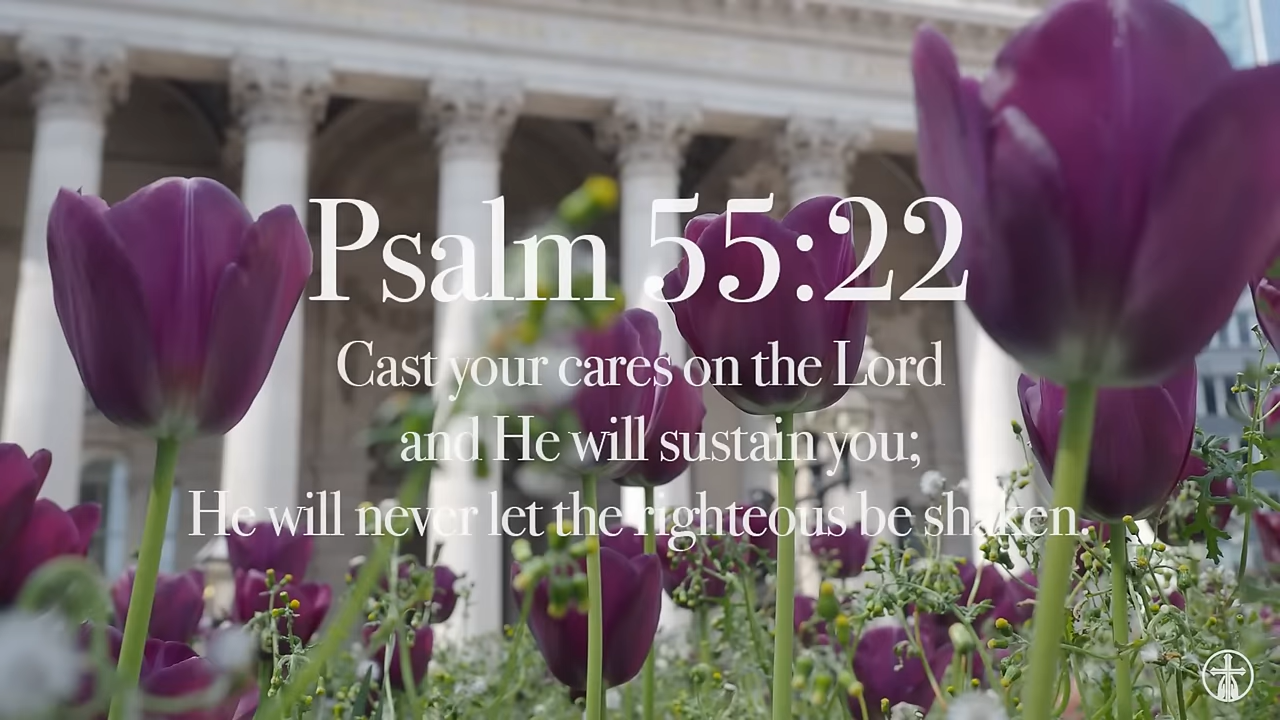 Psalm 55:22
Cast your cares on the Lord
and He will sustain you;
He will never let the righteous be shaken.